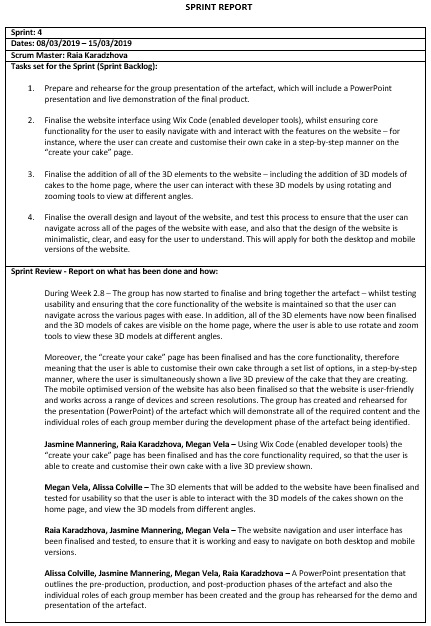 SPRINT REPORT
Sprint: 4
Dates: 08/03/2019 – 15/03/2019
Scrum Master: Raia Karadzhova
Tasks set for the Sprint (Sprint Backlog):
1. Prepare and rehearse for the group presentation of the artefact, which will include a PowerPoint
presentation and live demonstration of the final product.
2. Finalise the website interface using Wix Code (enabled developer tools), whilst ensuring core
functionality for the user to easily navigate with and interact with the features on the website – for
instance, where the user can create and customise their own cake in a step-by-step manner on the
“create your cake” page.
3. Finalise the addition of all of the 3D elements to the website – including the addition of 3D models of
cakes to the home page, where the user can interact with these 3D models by using rotating and
zooming tools to view at different angles.
4. Finalise the overall design and layout of the website, and test this process to ensure that the user can
navigate across all of the pages of the website with ease, and also that the design of the website is
minimalistic, clear, and easy for the user to understand. This will apply for both the desktop and mobile
versions of the website.
Sprint Review - Report on what has been done and how:
During Week 2.8 – The group has now started to finalise and bring together the artefact – whilst testing
usability and ensuring that the core functionality of the website is maintained so that the user can
navigate across the various pages with ease. In addition, all of the 3D elements have now been finalised
and the 3D models of cakes are visible on the home page, where the user is able to use rotate and zoom
tools to view these 3D models at different angles.
Moreover, the “create your cake” page has been finalised and has the core functionality, therefore
meaning that the user is able to customise their own cake through a set list of options, in a step-by-step
manner, where the user is simultaneously shown a live 3D preview of the cake that they are creating.
The mobile optimised version of the website has also been finalised so that the website is user-friendly
and works across a range of devices and screen resolutions. The group has created and rehearsed for
the presentation (PowerPoint) of the artefact which will demonstrate all of the required content and the
individual roles of each group member during the development phase of the artefact being identified.
Jasmine Mannering, Raia Karadzhova, Megan Vela – Using Wix Code (enabled developer tools) the
“create your cake” page has been finalised and has the core functionality required, so that the user is
able to create and customise their own cake with a live 3D preview shown.
Megan Vela, Alissa Colville – The 3D elements that will be added to the website have been finalised and
tested for usability so that the user is able to interact with the 3D models of the cakes shown on the
home page, and view the 3D models from different angles.
Raia Karadzhova, Jasmine Mannering, Megan Vela – The website navigation and user interface has
been finalised and tested, to ensure that it is working and easy to navigate on both desktop and mobile
versions.
Alissa Colville, Jasmine Mannering, Megan Vela, Raia Karadzhova – A PowerPoint presentation that
outlines the pre-production, production, and post-production phases of the artefact and also the
individual roles of each group member has been created and the group has rehearsed for the demo and
presentation of the artefact.